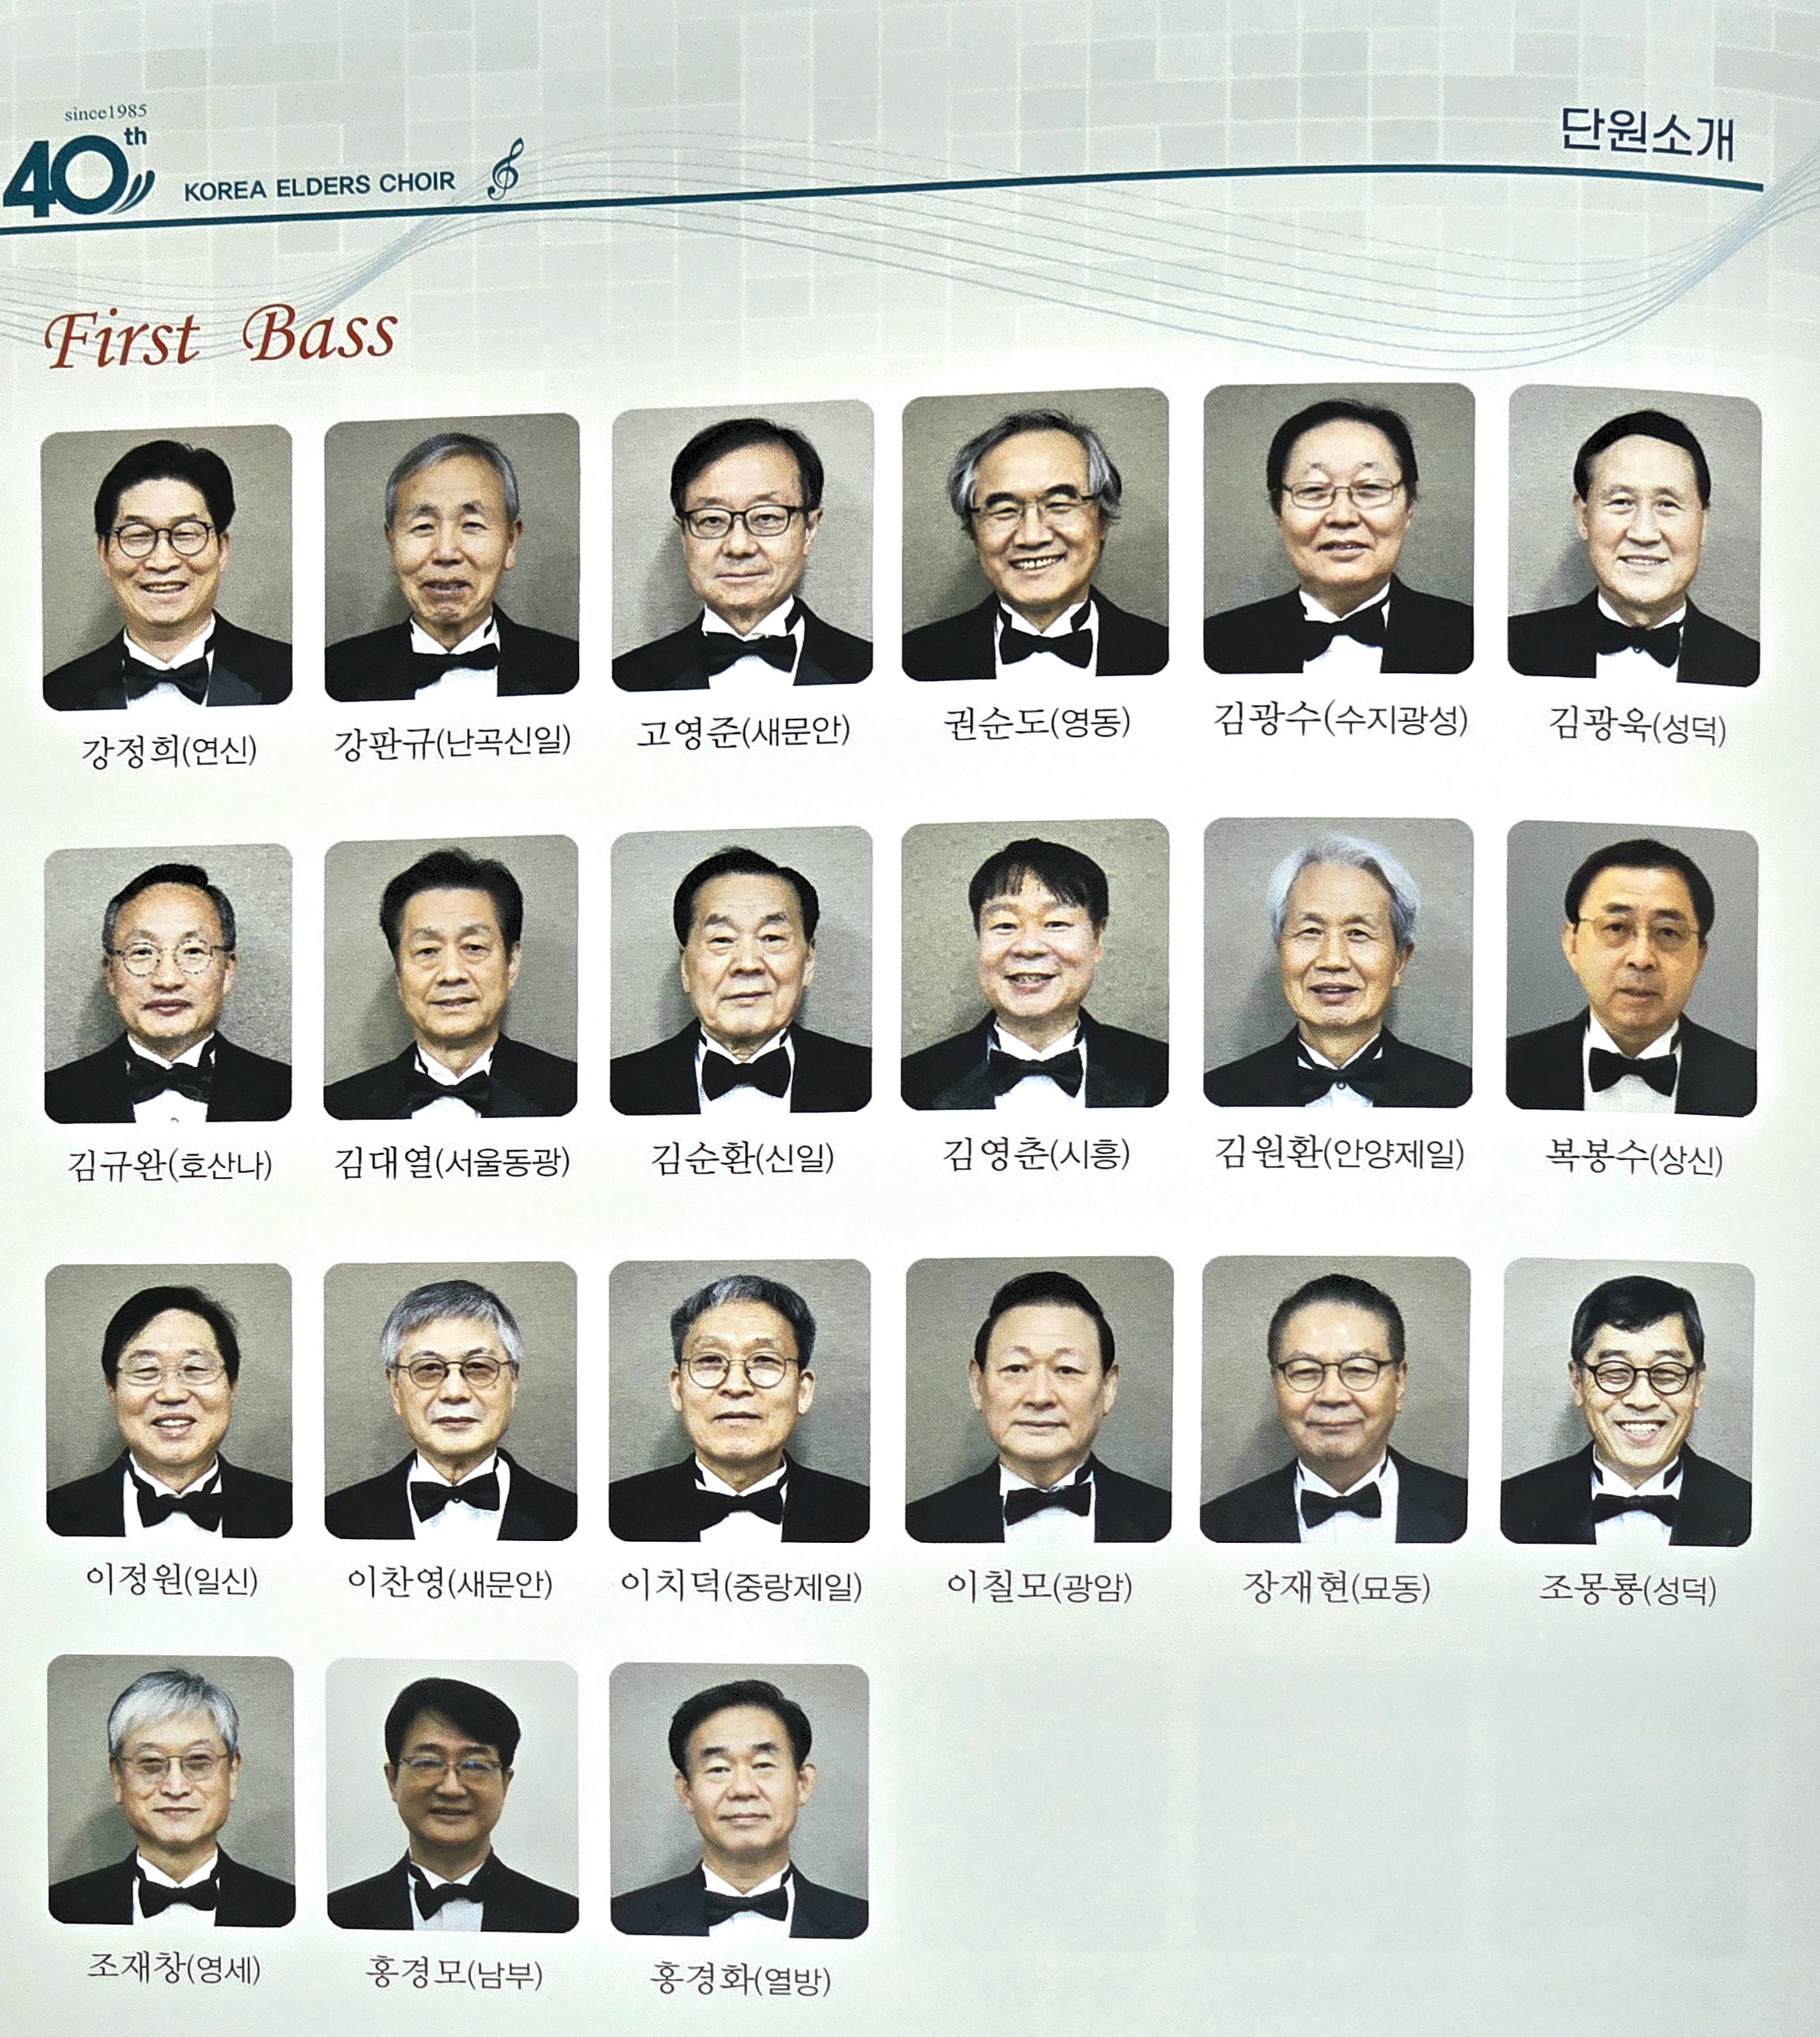 since1985
40th
KOREA ELDERS CHOIR
단원소개
First Bass
강정희(연신) 강판규(난곡신일) 고영준(새문안) 권순도(영동) 김광수(수지광성) 김광욱(성덕)
김규완(호산나) 김대열(서울동광) 김순환(신일) 김영춘(시흥) 김원환(안양제일) 복봉수(상신)
이정원(일신) 이찬영(새문안) 이치덕(중랑제일) 이칠모(광암) 장재현(묘동) 조몽룡(성덕)
조재창(영세) 홍경모(남부) 홍경화(열방)